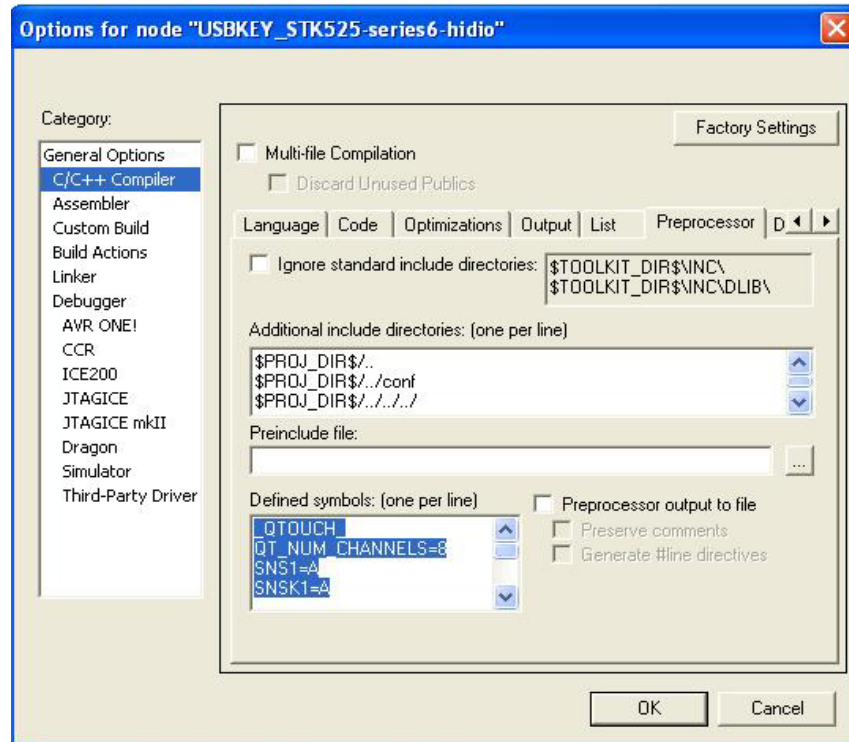 Options for node "USBKEY_STK525-series6-hidio"
Category:
General Options
C/C++ Compiler
Assembler
Custom Build
Build Actions
Linker
Debugger
AVR ONE!
CCR
ICE200
JTAGICE
JTAGICE mkII
Dragon
Simulator
Third-Party Driver
Factory Settings
Multi-file Compilation
Discard Unused Publics
Language Code Optimizations Output List Preprocessor D
Ignore standard include directories: $TOOLKIT_DIR$\INC\
$TOOLKIT_DIR$\INC\DLIB\
Additional include directories: (one per line)
$PROJ_DIR$/..
$PROJ_DIR$/../conf
$PROJ_DIR$/../../../
Preinclude file:
...
Defined symbols: (one per line)
_QTOUCH_
QT_NUM_CHANNELS=8
SNS1=A
SNSK1=A
Preprocessor output to file
Preserve comments
Generate #line directives
OK Cancel